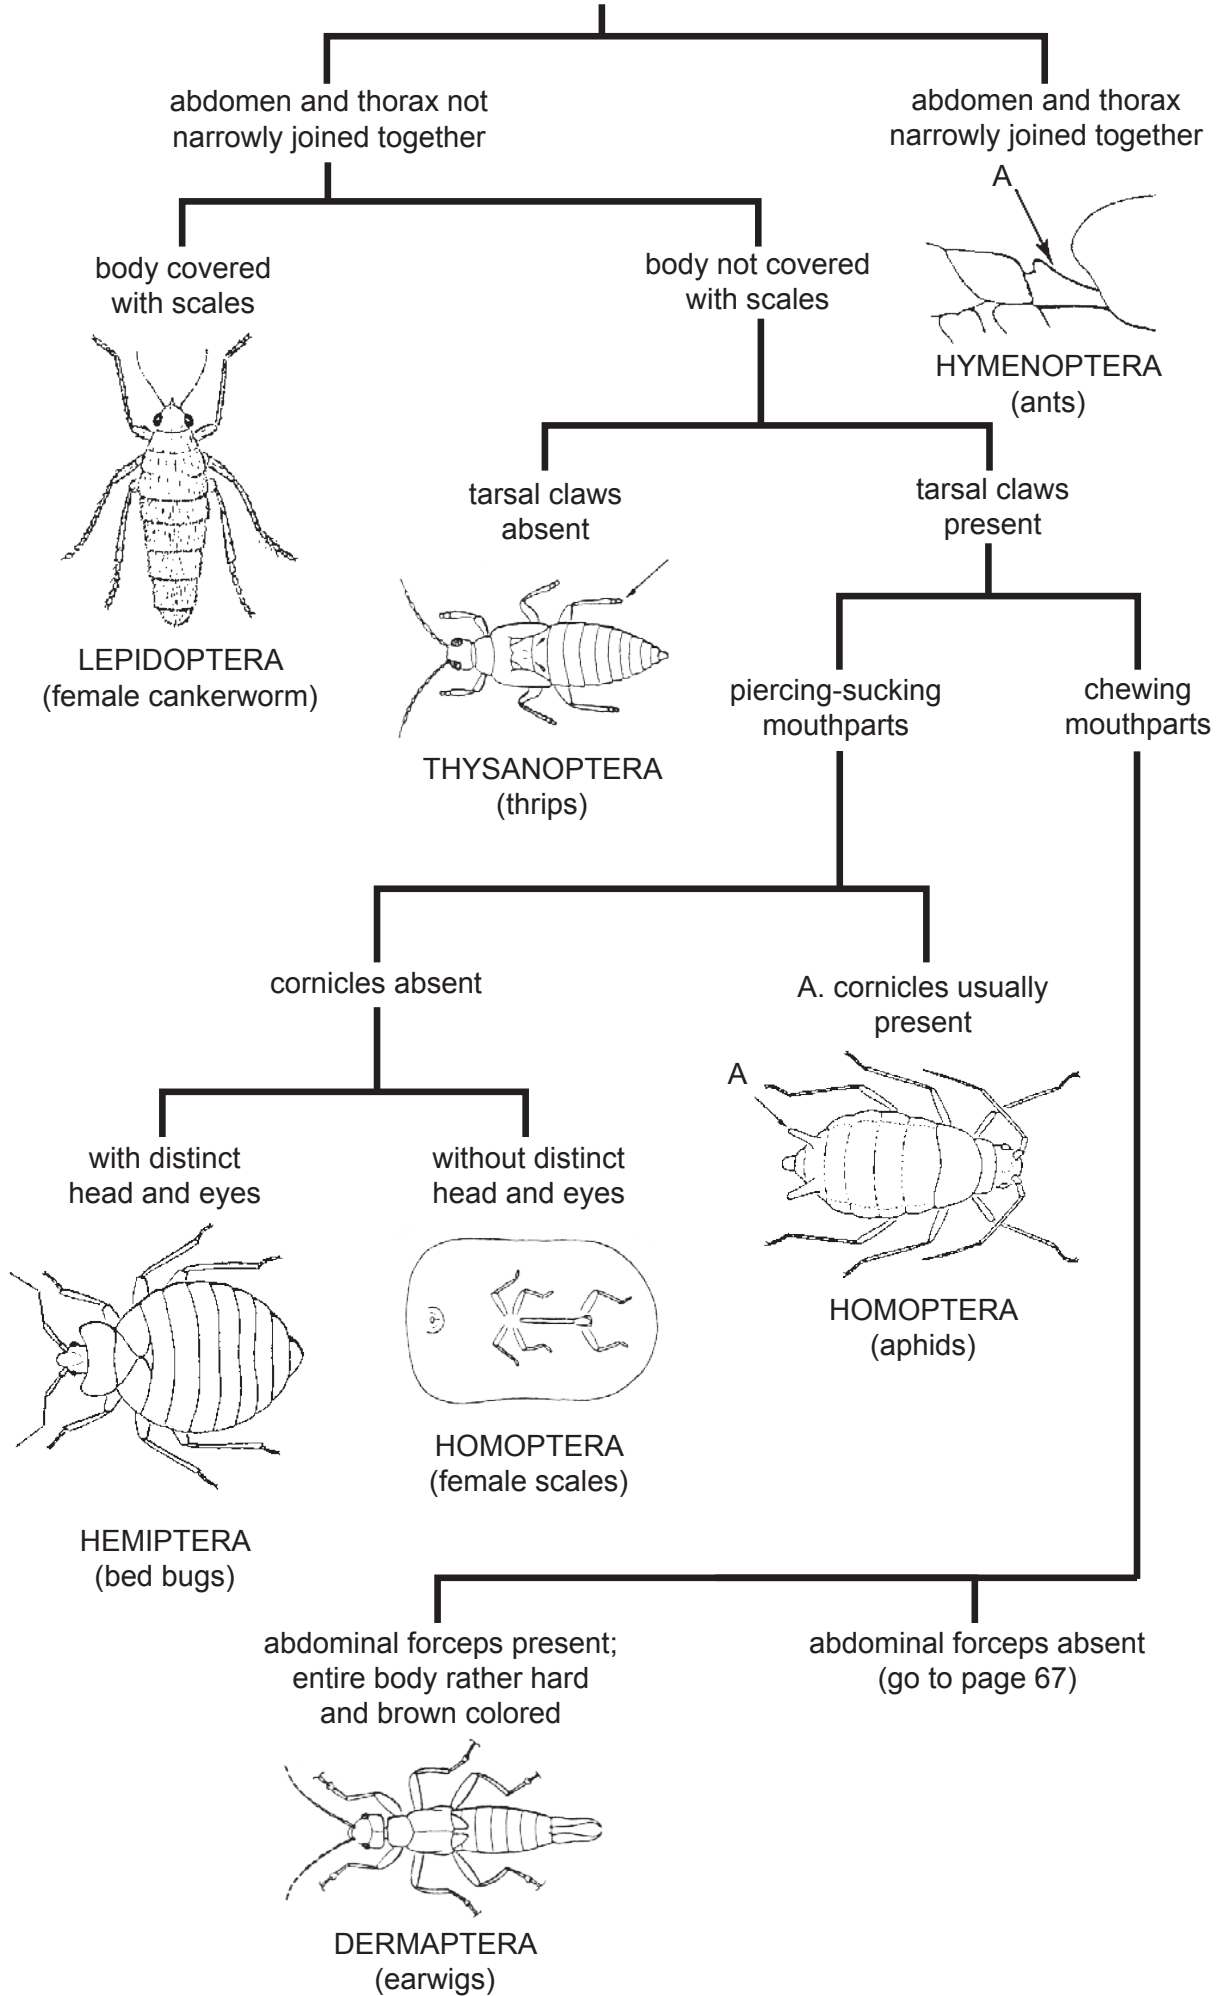 abdomen and thorax not
narrowly joined together
abdomen and thorax
narrowly joined together
A
HYMENOPTERA
(ants)
body covered
with scales
LEPIDOPTERA
(female cankerworm)
body not covered
with scales
tarsal claws
absent
THYSANOPTERA
(thrips)
tarsal claws
present
piercing-sucking
mouthparts
chewing
mouthparts
cornicles absent
A. cornicles usually
present
A
HOMOPTERA
(aphids)
with distinct
head and eyes
HEMIPTERA
(bed bugs)
without distinct
head and eyes
HOMOPTERA
(female scales)
abdominal forceps present;
entire body rather hard
and brown colored
DERMAPTERA
(earwigs)
abdominal forceps absent
(go to page 67)